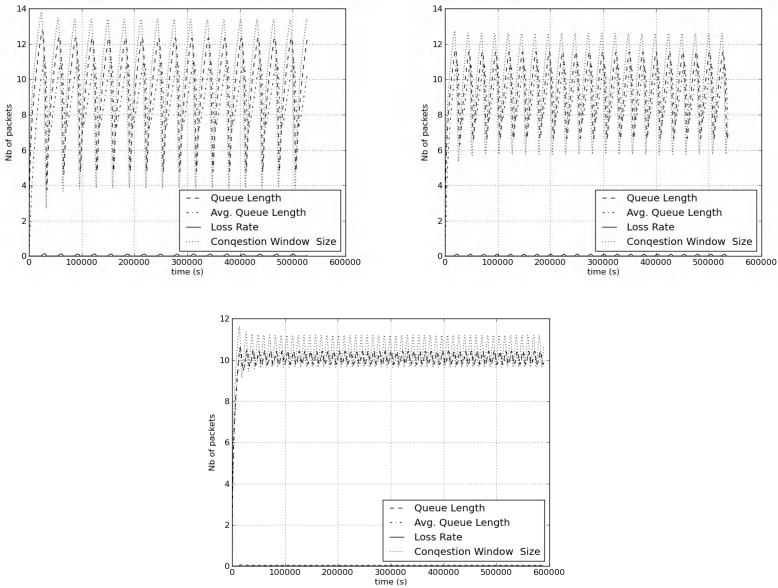 14
12
10
8
6
4
2
0
Nb of packets
Queue Length
Avg. Queue Length
Loss Rate
Conqestion Window Size
0 100000 200000 300000 400000 500000 600000
time (s)
14
12
10
8
6
4
2
0
Nb of packets
Queue Length
Avg. Queue Length
Loss Rate
Conqestion Window Size
0 100000 200000 300000 400000 500000 600000
time (s)
12
10
8
6
4
2
0
Nb of packets
Queue Length
Avg. Queue Length
Loss Rate
Conqestion Window Size
0 100000 200000 300000 400000 500000 600000
time (s)